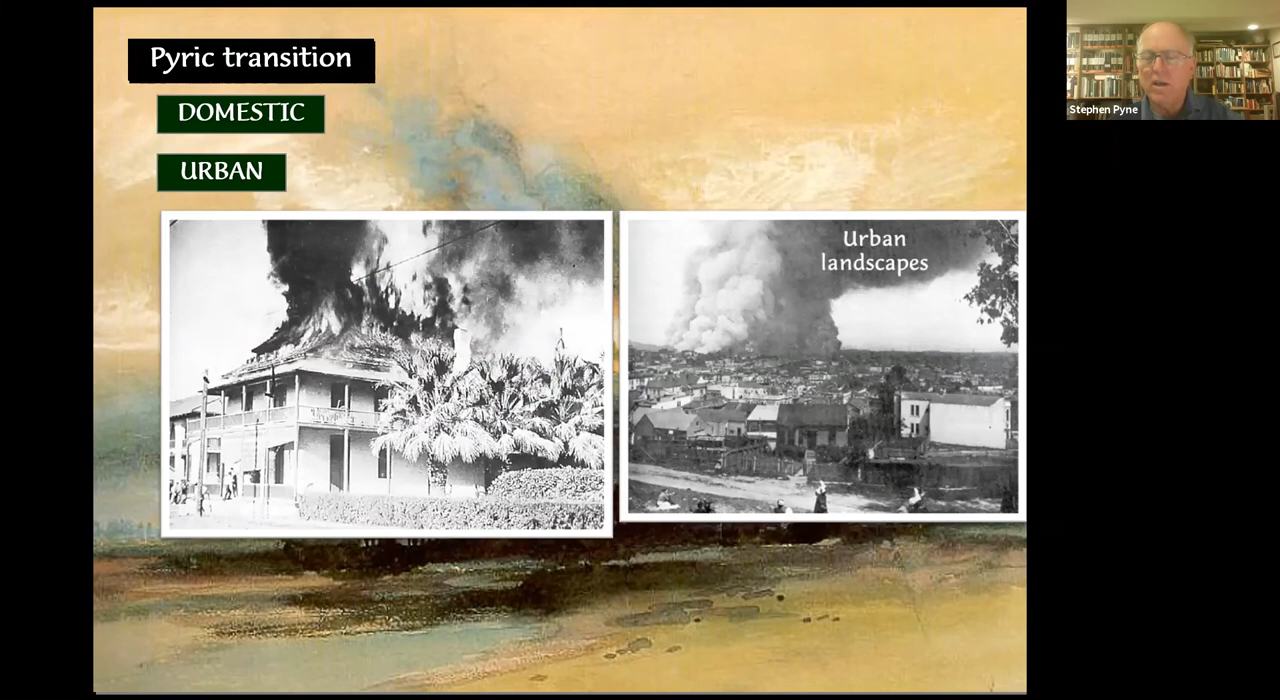 Pyric transition
DOMESTIC
URBAN
Urban
landscapes
Stephen Pyne